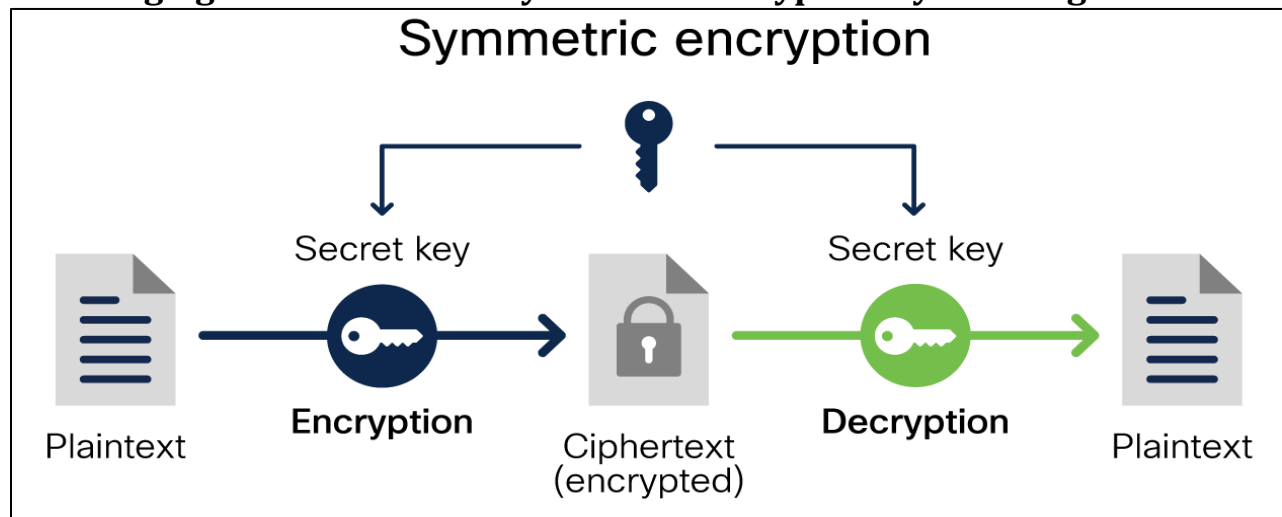 Symmetric encryption
Secret key
Secret key
Encryption
Decryption
Plaintext
Ciphertext
(encrypted)
Plaintext